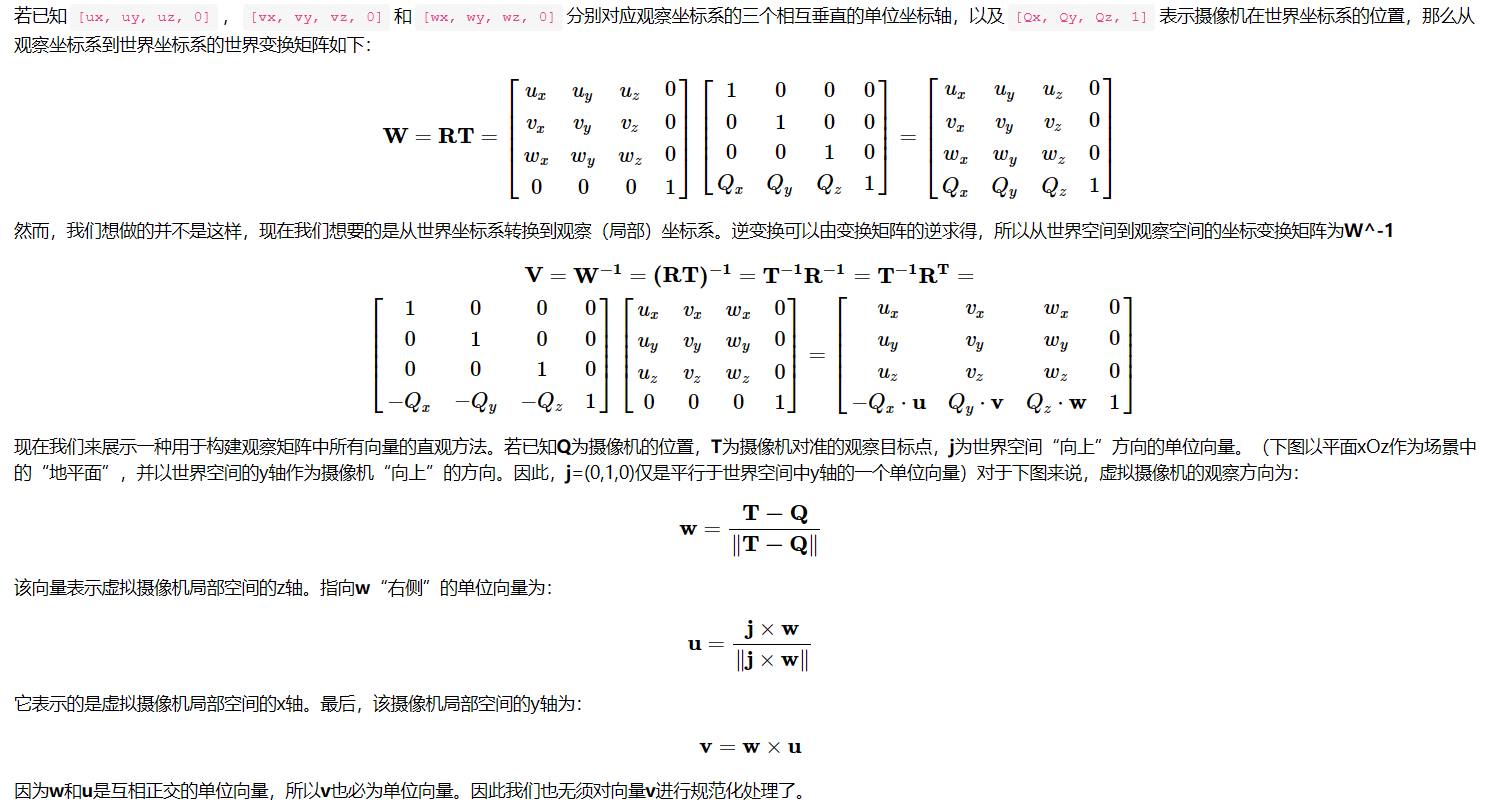 若已知 [ux, uy, uz, 0] ， [vx, vy, vz, 0] 和 [wx, wy, wz, 0] 分别对应观察坐标系的三个相互垂直的单位坐标轴，以及 [Qx, Qy, Qz, 1] 表示摄像机在世界坐标系的位置，那么从
观察坐标系到世界坐标系的世界变换矩阵如下：
$$\mathbf{W} = \mathbf{RT} = \begin{bmatrix} u_x & u_y & u_z & 0 \\ v_x & v_y & v_z & 0 \\ w_x & w_y & w_z & 0 \\ 0 & 0 & 0 & 1 \end{bmatrix} \begin{bmatrix} 1 & 0 & 0 & 0 \\ 0 & 1 & 0 & 0 \\ 0 & 0 & 1 & 0 \\ Q_x & Q_y & Q_z & 1 \end{bmatrix} = \begin{bmatrix} u_x & u_y & u_z & 0 \\ v_x & v_y & v_z & 0 \\ w_x & w_y & w_z & 0 \\ Q_x & Q_y & Q_z & 1 \end{bmatrix}$$
然而，我们想做的并不是这样，现在我们想要的是从世界坐标系转换到观察（局部）坐标系。逆变换可以由变换矩阵的逆求得，所以从世界空间到观察空间的坐标变换矩阵为W^-1
$$\mathbf{V} = \mathbf{W}^{-1} = (\mathbf{RT})^{-1} = \mathbf{T}^{-1}\mathbf{R}^{-1} = \mathbf{T}^{-1}\mathbf{R}^{\mathbf{T}} =$$
$$\begin{bmatrix} 1 & 0 & 0 & 0 \\ 0 & 1 & 0 & 0 \\ 0 & 0 & 1 & 0 \\ -Q_x & -Q_y & -Q_z & 1 \end{bmatrix} \begin{bmatrix} u_x & v_x & w_x & 0 \\ u_y & v_y & w_y & 0 \\ u_z & v_z & w_z & 0 \\ 0 & 0 & 0 & 1 \end{bmatrix} = \begin{bmatrix} u_x & v_x & w_x & 0 \\ u_y & v_y & w_y & 0 \\ u_z & v_z & w_z & 0 \\ -Q_x \cdot \mathbf{u} & Q_y \cdot \mathbf{v} & Q_z \cdot \mathbf{w} & 1 \end{bmatrix}$$
现在我们来展示一种用于构建观察矩阵中所有向量的直观方法。若已知Q为摄像机的位置，T为摄像机对准的观察目标点，j为世界空间“向上”方向的单位向量。（下图以平面xOz作为场景中
的“地平面”，并以世界空间的y轴作为摄像机“向上”的方向。因此，j=(0,1,0)仅是平行于世界空间中y轴的一个单位向量）对于下图来说，虚拟摄像机的观察方向为：
$$\mathbf{w} = \frac{\mathbf{T} - \mathbf{Q}}{\|\mathbf{T} - \mathbf{Q}\|}$$
该向量表示虚拟摄像机局部空间的z轴。指向w“右侧”的单位向量为：
$$\mathbf{u} = \frac{\mathbf{j} \times \mathbf{w}}{\|\mathbf{j} \times \mathbf{w}\|}$$
它表示的是虚拟摄像机局部空间的x轴。最后，该摄像机局部空间的y轴为：
$$\mathbf{v} = \mathbf{w} \times \mathbf{u}$$
因为w和u是互相正交的单位向量，所以v也必为单位向量。因此我们也无须对向量v进行规范化处理了。